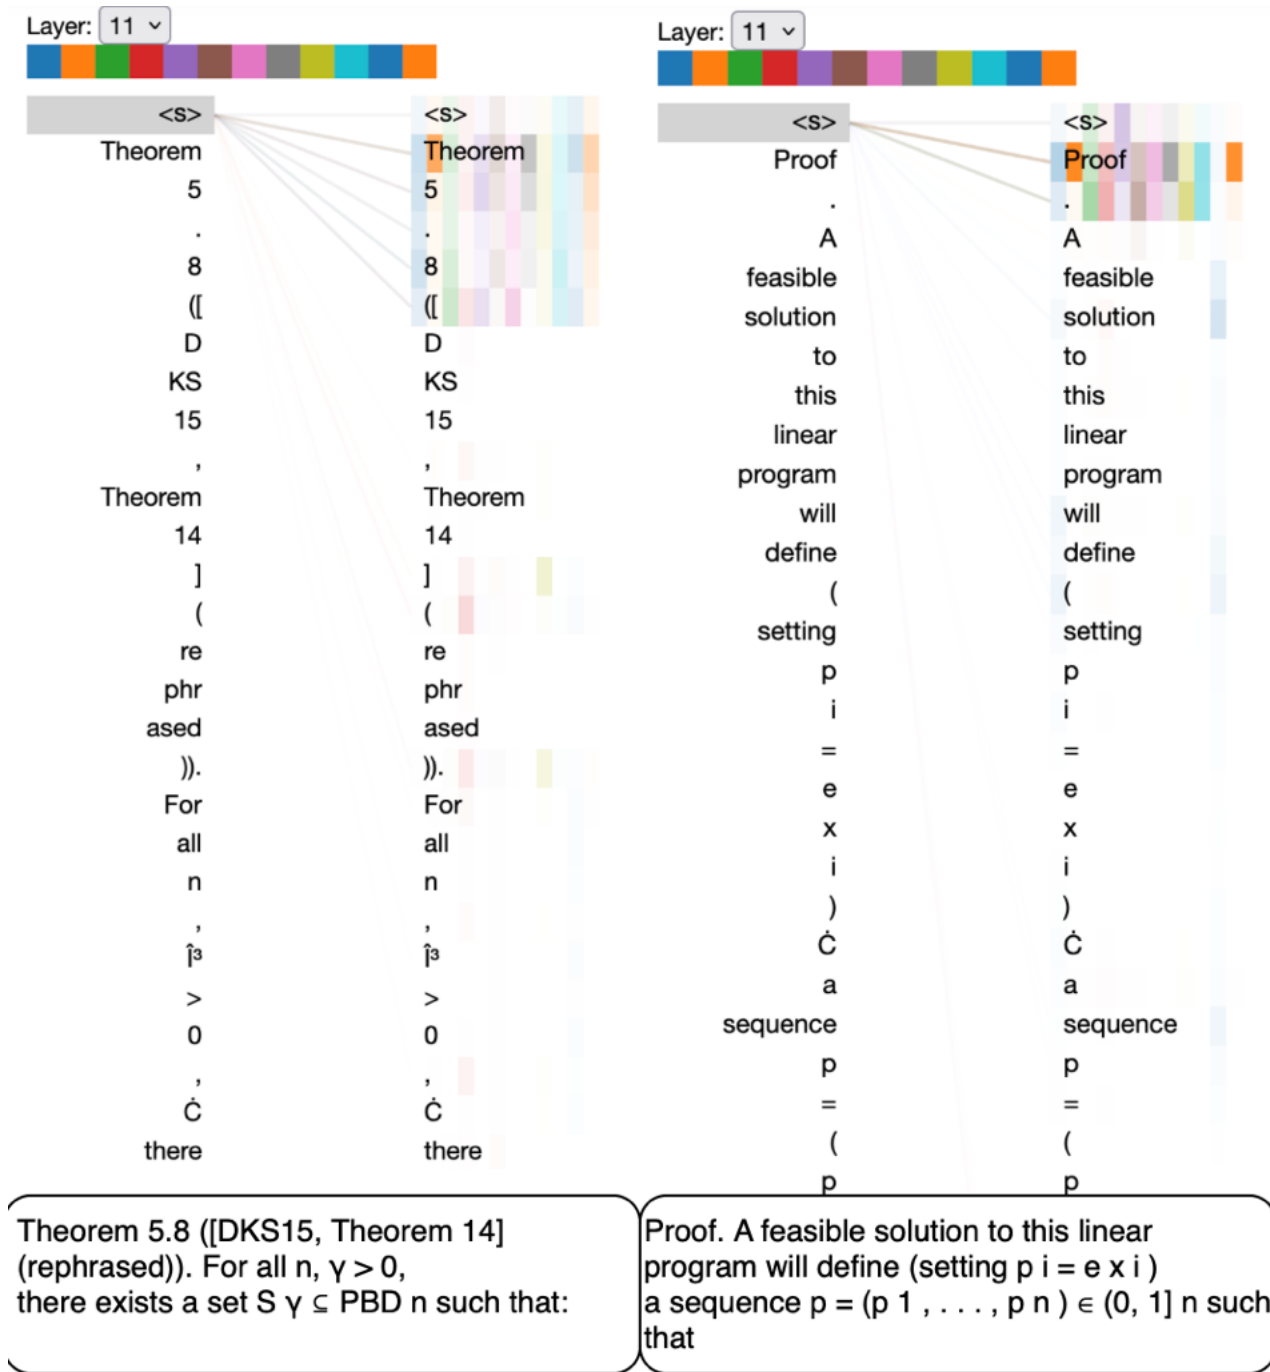 Layer: 11
<s> <s>
Theorem Theorem
5 5
. .
8 8
([ ([
D D
KS KS
15 15
, ,
Theorem Theorem
14 14
] ]
( (
re re
phr phr
ased ased
)). )).
For For
all all
n n
, ,
γ γ
> >
0 0
, ,
Ċ Ċ
there there
Theorem 5.8 ([DKS15, Theorem 14]
(rephrased)). For all n, γ > 0,
there exists a set S γ ⊆ PBD n such that:
Layer: 11
<s> <s>
Proof Proof
. .
A A
feasible feasible
solution solution
to to
this this
linear linear
program program
will will
define define
( (
setting setting
p p
i i
= =
e e
x x
i i
) )
Ċ Ċ
a a
sequence sequence
p p
= =
( (
p p
Proof. A feasible solution to this linear
program will define (setting p i = e x i )
a sequence p = (p 1 , . . . , p n ) ∈ (0, 1] n such
that